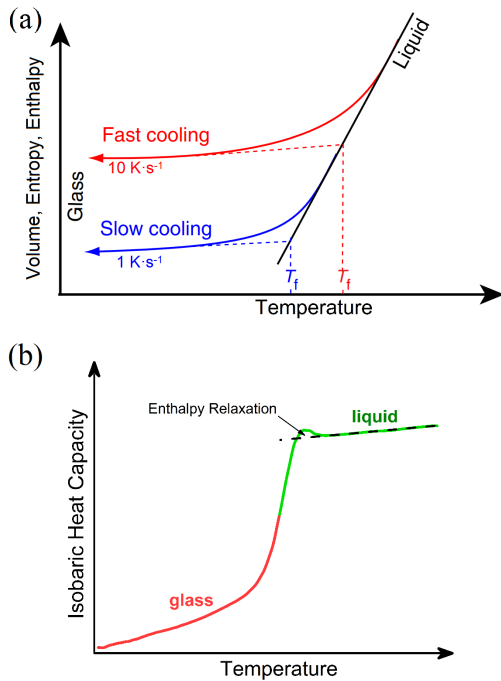 (a)
Volume, Entropy, Enthalpy
Glass
Liquid
Fast cooling
10 K·s-1
Slow cooling
1 K·s-1
Tf
Tf
Temperature
(b)
Isobaric Heat Capacity
Enthalpy Relaxation
liquid
glass
Temperature